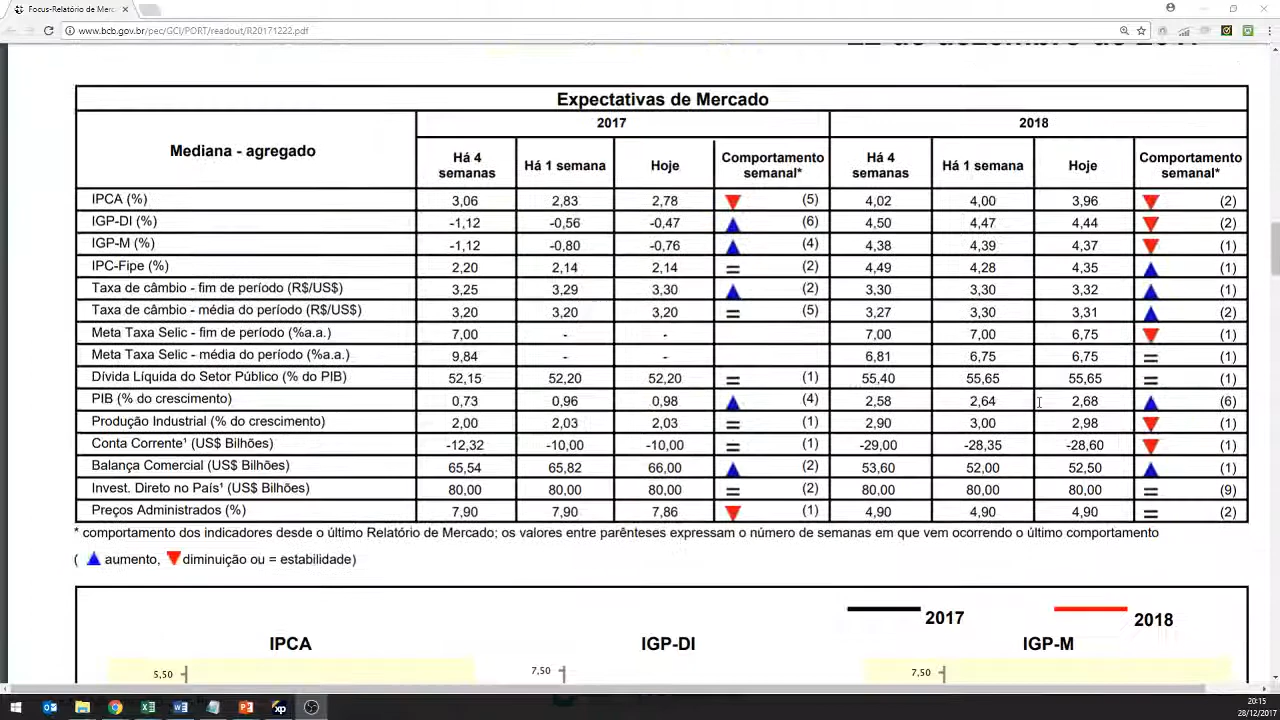 Focus-Relatório de Merc
www.bcb.gov.br/pec/GCI/PORT/readout/R20171222.pdf
22 de dezembro de 2017
Expectativas de Mercado
Mediana - agregado 2017 2018
Há 4 semanas Há 1 semana Hoje Comportamento semanal* Há 4 semanas Há 1 semana Hoje Comportamento semanal*
IPCA (%) 3,06 2,83 2,78 ▼ (5) 4,02 4,00 3,96 ▼ (2)
IGP-DI (%) -1,12 -0,56 -0,47 ▲ (6) 4,50 4,47 4,44 ▼ (2)
IGP-M (%) -1,12 -0,80 -0,76 ▲ (4) 4,38 4,39 4,37 ▼ (1)
IPC-Fipe (%) 2,20 2,14 2,14 = (2) 4,49 4,28 4,35 ▲ (1)
Taxa de câmbio - fim de período (R$/US$) 3,25 3,29 3,30 ▲ (2) 3,30 3,30 3,32 ▲ (1)
Taxa de câmbio - média do período (R$/US$) 3,20 3,20 3,20 = (5) 3,27 3,30 3,31 ▲ (2)
Meta Taxa Selic - fim de período (%a.a.) 7,00 - - 7,00 7,00 6,75 ▼ (1)
Meta Taxa Selic - média do período (%a.a.) 9,84 - - 6,81 6,75 6,75 = (1)
Dívida Líquida do Setor Público (% do PIB) 52,15 52,20 52,20 = (1) 55,40 55,65 55,65 = (1)
PIB (% do crescimento) 0,73 0,96 0,98 ▲ (4) 2,58 2,64 2,68 ▲ (6)
Produção Industrial (% do crescimento) 2,00 2,03 2,03 = (1) 2,90 3,00 2,98 ▼ (1)
Conta Corrente¹ (US$ Bilhões) -12,32 -10,00 -10,00 = (1) -29,00 -28,35 -28,60 ▼ (1)
Balança Comercial (US$ Bilhões) 65,54 65,82 66,00 ▲ (2) 53,60 52,00 52,50 ▲ (1)
Invest. Direto no País¹ (US$ Bilhões) 80,00 80,00 80,00 = (2) 80,00 80,00 80,00 = (9)
Preços Administrados (%) 7,90 7,90 7,86 ▼ (1) 4,90 4,90 4,90 = (2)
* comportamento dos indicadores desde o último Relatório de Mercado; os valores entre parênteses expressam o número de semanas em que vem ocorrendo o último comportamento
( ▲ aumento, ▼ diminuição ou = estabilidade)
2017 2018
IPCA IGP-DI IGP-M
5,50 7,50 7,50
20:15
28/12/2017